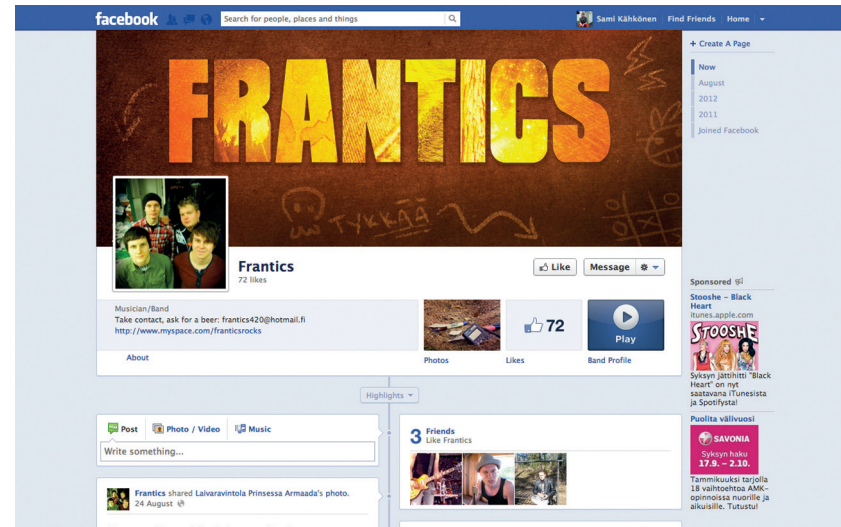 facebook
Search for people, places and things
Sami Kähkönen
Find Friends
Home
+ Create A Page
Now
August
2012
2011
Joined Facebook
FRANTICS
TYKKÄÄ
Frantics
72 likes
Like
Message
Musician/Band
Take contact, ask for a beer: frantics420@hotmail.fi
http://www.myspace.com/franticsrocks
About
Photos
72
Likes
Play
Band Profile
Highlights
Post
Photo / Video
Music
Write something...
Frantics shared Laivaravintola Prinsessa Armaada's photo.
24 August
3 Friends
Like Frantics
Sponsored
Stooshe – Black
Heart
itunes.apple.com
STOOSHE
Syksyn jättihitti "Black
Heart" on nyt
saatavana iTunesista
ja Spotifysta!
Puolita välivuosi
SAVONIA
Syksyn haku
17.9. – 2.10.
Tammikuuksi tarjolla
18 vaihtoehtoa AMK-
opinnoissa nuorille ja
aikuisille. Tutustu!